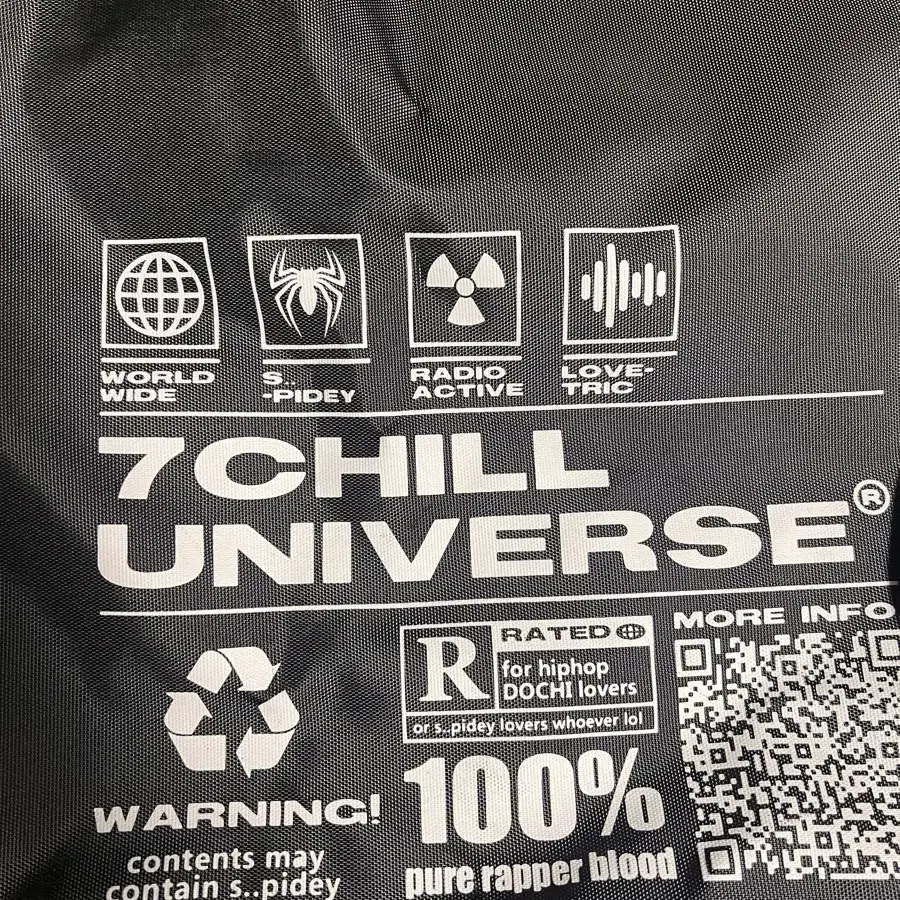 WORLD
WIDE
S..
-PIDEY
RADIO
ACTIVE
LOVE-
TRIC
7CHILL
UNIVERSE®
MORE INFO
R
RATED
for hiphop
DOCHI lovers
or s..pidey lovers whoever lol
WARNING!
contents may
contain s..pidey
100%
pure rapper blood